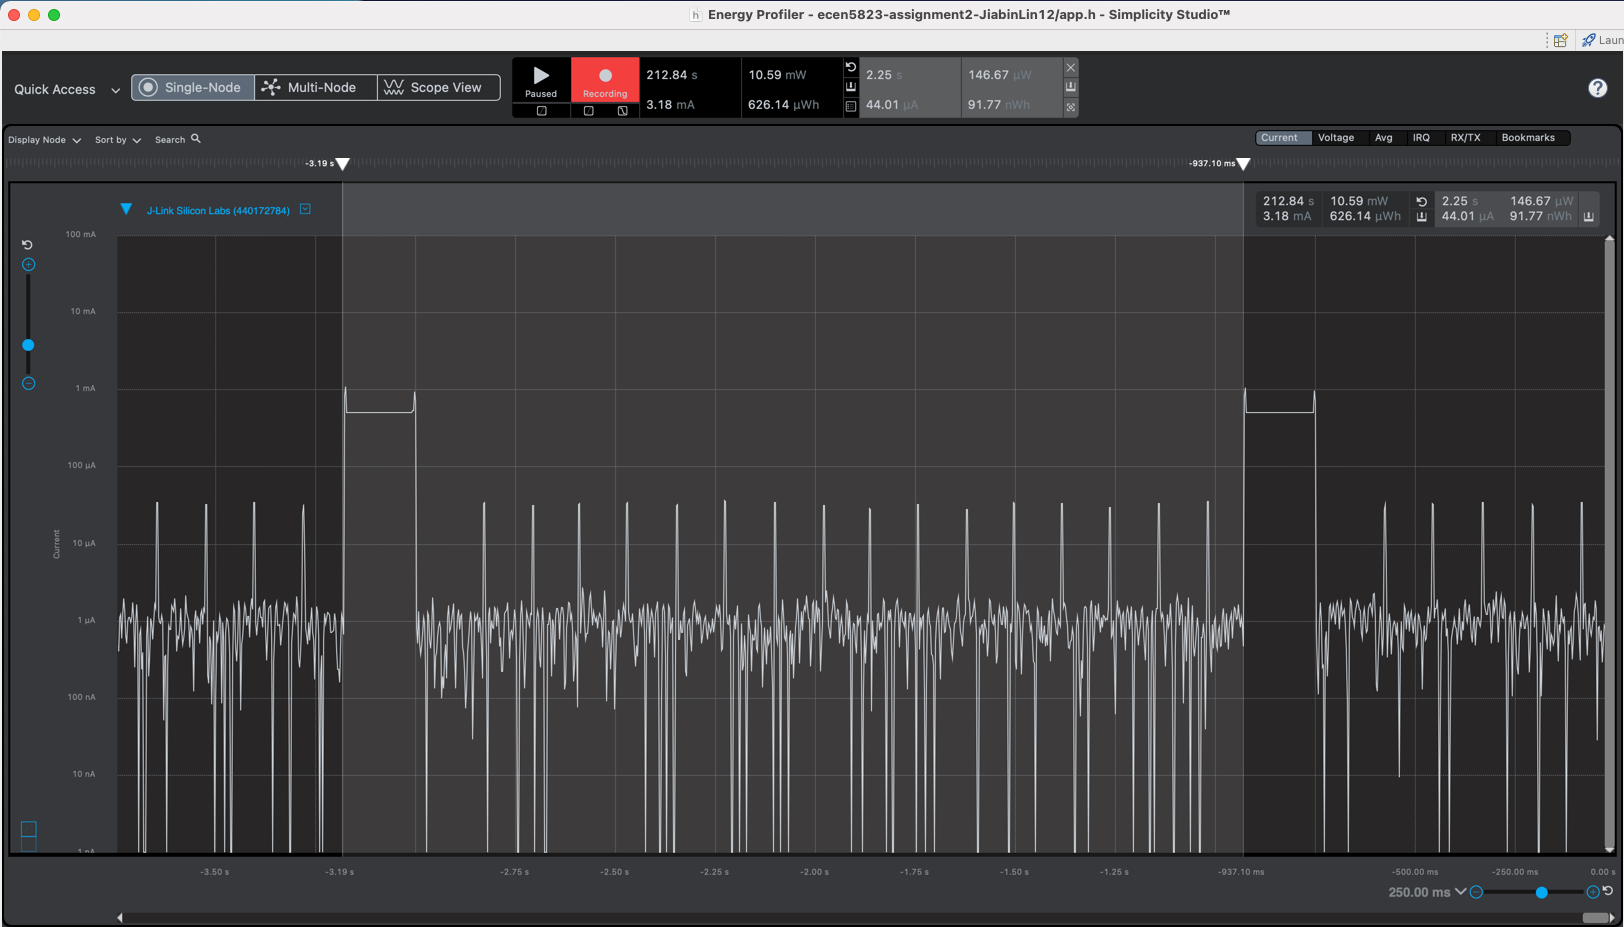 Energy Profiler - ecen5823-assignment2-JiabinLin12/app.h - Simplicity Studio™
Laun
Quick Access
Single-Node
Multi-Node
Scope View
Paused
Recording
212.84 s
10.59 mW
3.18 mA
626.14 µWh
2.25 s
146.67 µW
44.01 µA
91.77 nWh
Display Node
Sort by
Search
Current
Voltage
Avg
IRQ
RX/TX
Bookmarks
-3.19 s
-937.10 ms
J-Link Silicon Labs (440172784)
212.84 s 10.59 mW 2.25 s 146.67 µW
3.18 mA 626.14 µWh 44.01 µA 91.77 nWh
100 mA
10 mA
1 mA
100 µA
10 µA
1 µA
100 nA
10 nA
1 nA
Current
-3.50 s
-3.19 s
-2.75 s
-2.50 s
-2.25 s
-2.00 s
-1.75 s
-1.50 s
-1.25 s
-937.10 ms
-500.00 ms
-250.00 ms
0.00 s
250.00 ms